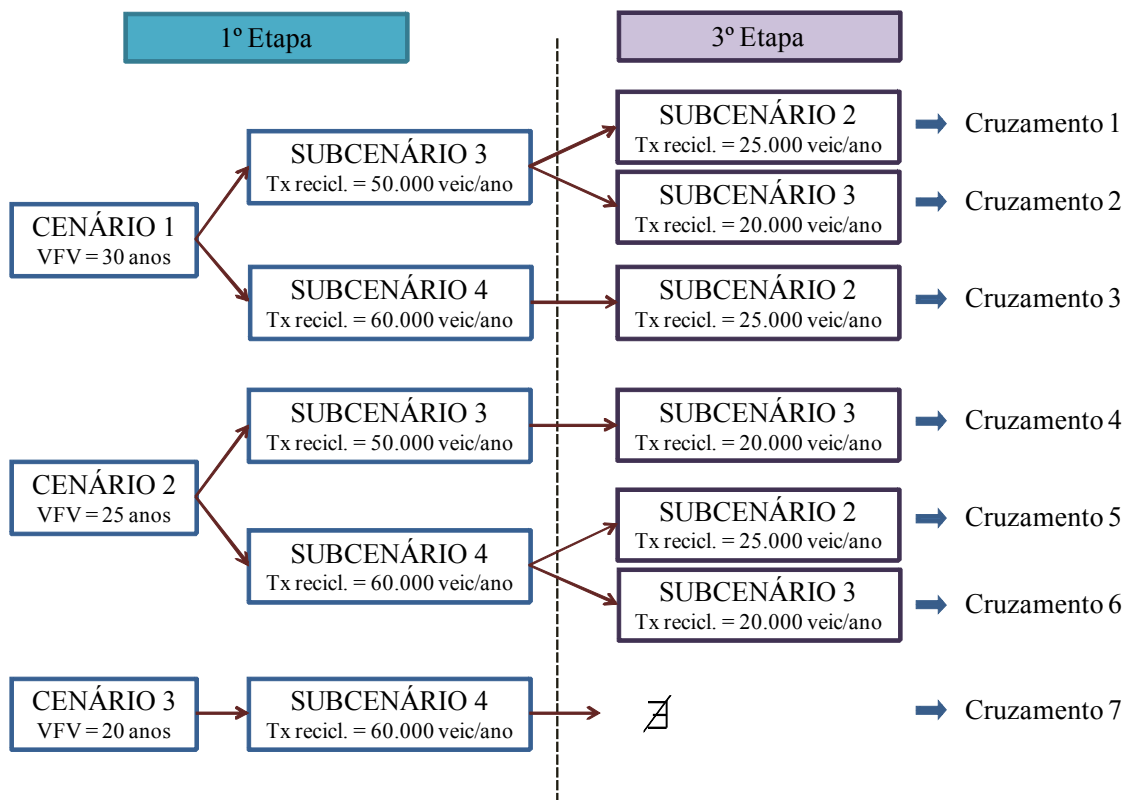 1º Etapa
3º Etapa
CENÁRIO 1
VFV = 30 anos
SUBCENÁRIO 3
Tx recicl. = 50.000 veic/ano
SUBCENÁRIO 2
Tx recicl. = 25.000 veic/ano
Cruzamento 1
SUBCENÁRIO 3
Tx recicl. = 20.000 veic/ano
Cruzamento 2
SUBCENÁRIO 4
Tx recicl. = 60.000 veic/ano
SUBCENÁRIO 2
Tx recicl. = 25.000 veic/ano
Cruzamento 3
CENÁRIO 2
VFV = 25 anos
SUBCENÁRIO 3
Tx recicl. = 50.000 veic/ano
SUBCENÁRIO 3
Tx recicl. = 20.000 veic/ano
Cruzamento 4
SUBCENÁRIO 4
Tx recicl. = 60.000 veic/ano
SUBCENÁRIO 2
Tx recicl. = 25.000 veic/ano
Cruzamento 5
SUBCENÁRIO 3
Tx recicl. = 20.000 veic/ano
Cruzamento 6
CENÁRIO 3
VFV = 20 anos
SUBCENÁRIO 4
Tx recicl. = 60.000 veic/ano
∄
Cruzamento 7